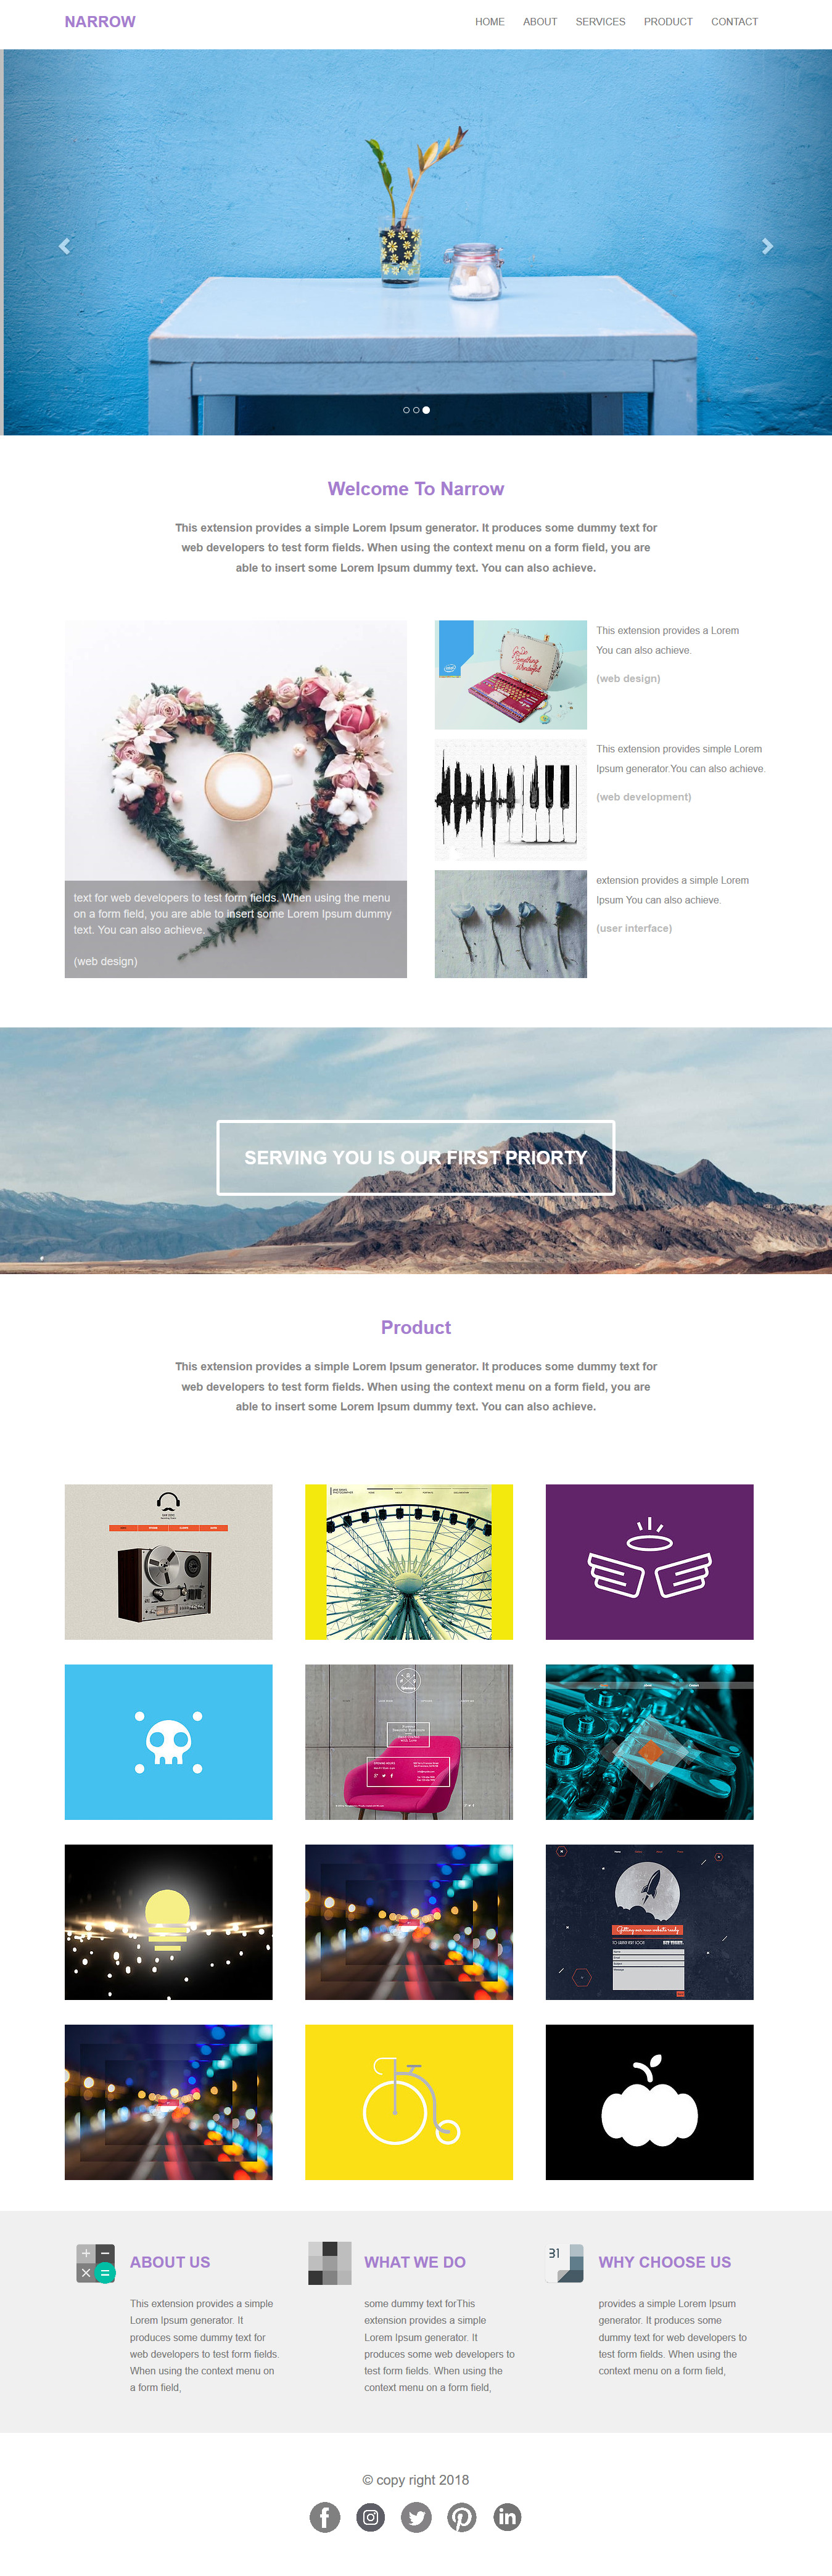 NARROW
HOME ABOUT SERVICES PRODUCT CONTACT
Welcome To Narrow
This extension provides a simple Lorem Ipsum generator. It produces some dummy text for
web developers to test form fields. When using the context menu on a form field, you are
able to insert some Lorem Ipsum dummy text. You can also achieve.
text for web developers to test form fields. When using the menu
on a form field, you are able to insert some Lorem Ipsum dummy
text. You can also achieve.
(web design)
This extension provides a Lorem
You can also achieve.
(web design)
This extension provides simple Lorem
Ipsum generator.You can also achieve.
(web development)
extension provides a simple Lorem
Ipsum You can also achieve.
(user interface)
SERVING YOU IS OUR FIRST PRIORTY
Product
This extension provides a simple Lorem Ipsum generator. It produces some dummy text for
web developers to test form fields. When using the context menu on a form field, you are
able to insert some Lorem Ipsum dummy text. You can also achieve.
Getting our new website ready
31
ABOUT US
This extension provides a simple
Lorem Ipsum generator. It
produces some dummy text for
web developers to test form fields.
When using the context menu on
a form field,
WHAT WE DO
some dummy text forThis
extension provides a simple
Lorem Ipsum generator. It
produces some web developers to
test form fields. When using the
context menu on a form field,
WHY CHOOSE US
provides a simple Lorem Ipsum
generator. It produces some
dummy text for web developers to
test form fields. When using the
context menu on a form field,
© copy right 2018